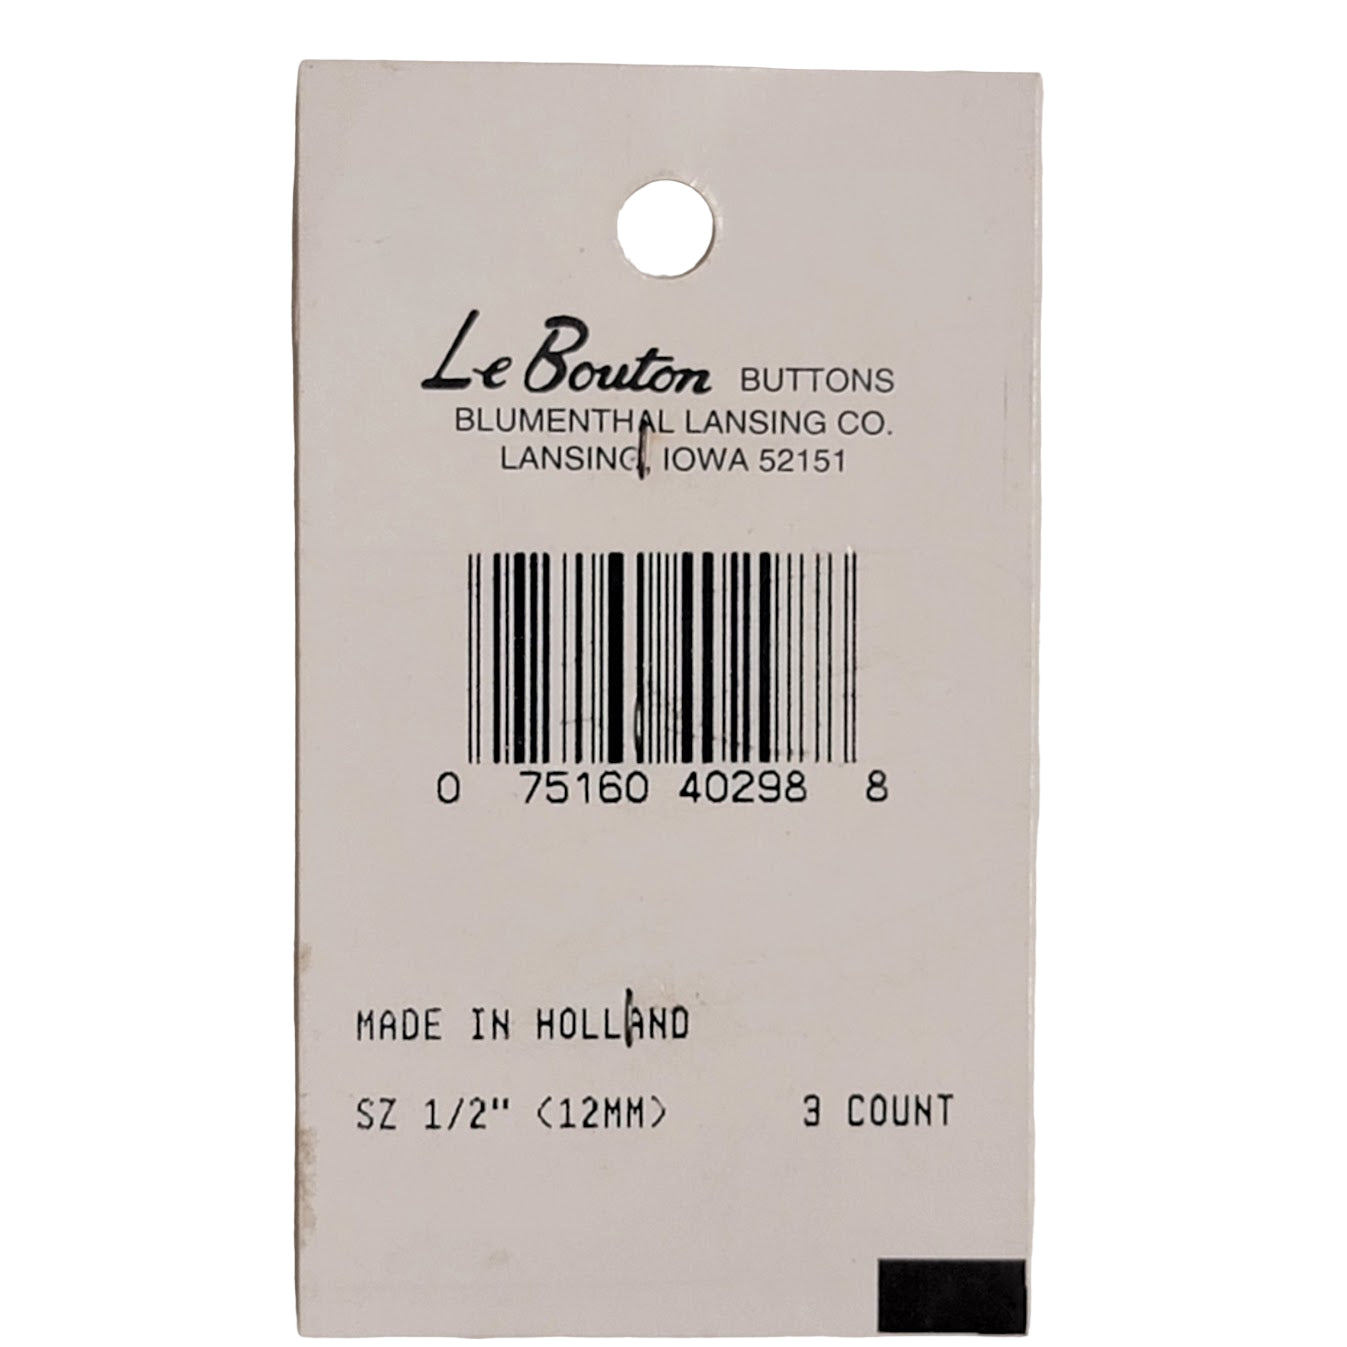 Le Bouton BUTTONS
BLUMENTHAL LANSING CO.
LANSING, IOWA 52151
0 75160 40298 8
MADE IN HOLLAND
SZ 1/2" (12MM) 3 COUNT